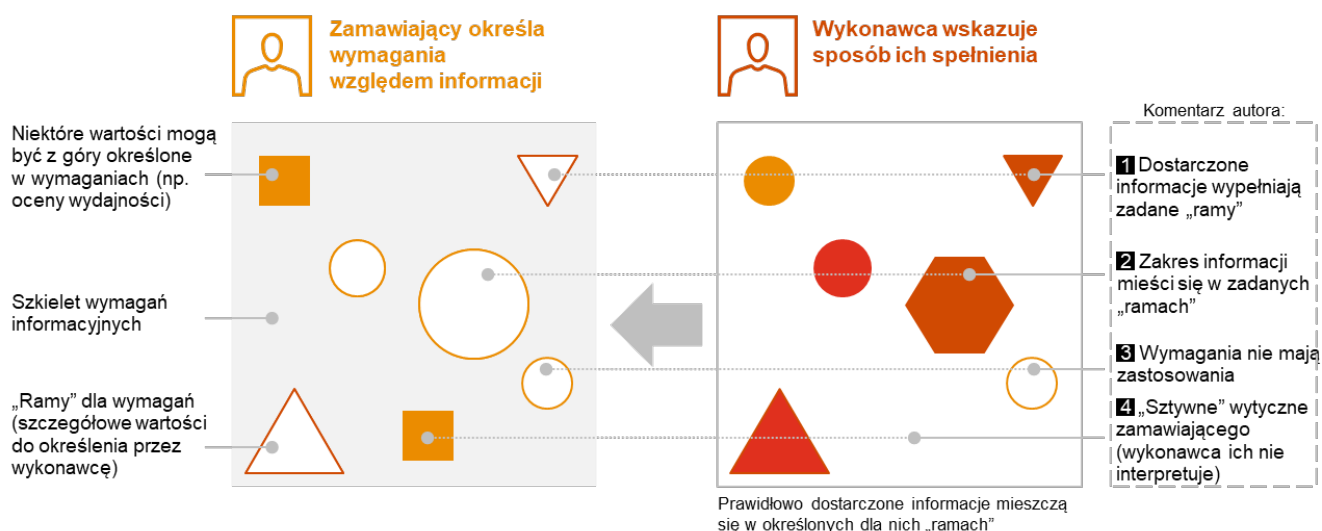 Zamawiający określa
wymagania
względem informacji
Wykonawca wskazuje
sposób ich spełnienia
Komentarz autora:
Niektóre wartości mogą
być z góry określone
w wymaganiach (np.
oceny wydajności)
Szkielet wymagań
informacyjnych
„Ramy” dla wymagań
(szczegółowe wartości
do określenia przez
wykonawcę)
1 Dostarczone
informacje wypełniają
zadane „ramy”
2 Zakres informacji
mieści się w zadanych
„ramach”
3 Wymagania nie mają
zastosowania
4 „Sztywne” wytyczne
zamawiającego
(wykonawca ich nie
interpretuje)
Prawidłowo dostarczone informacje mieszczą
się w określonych dla nich „ramach”